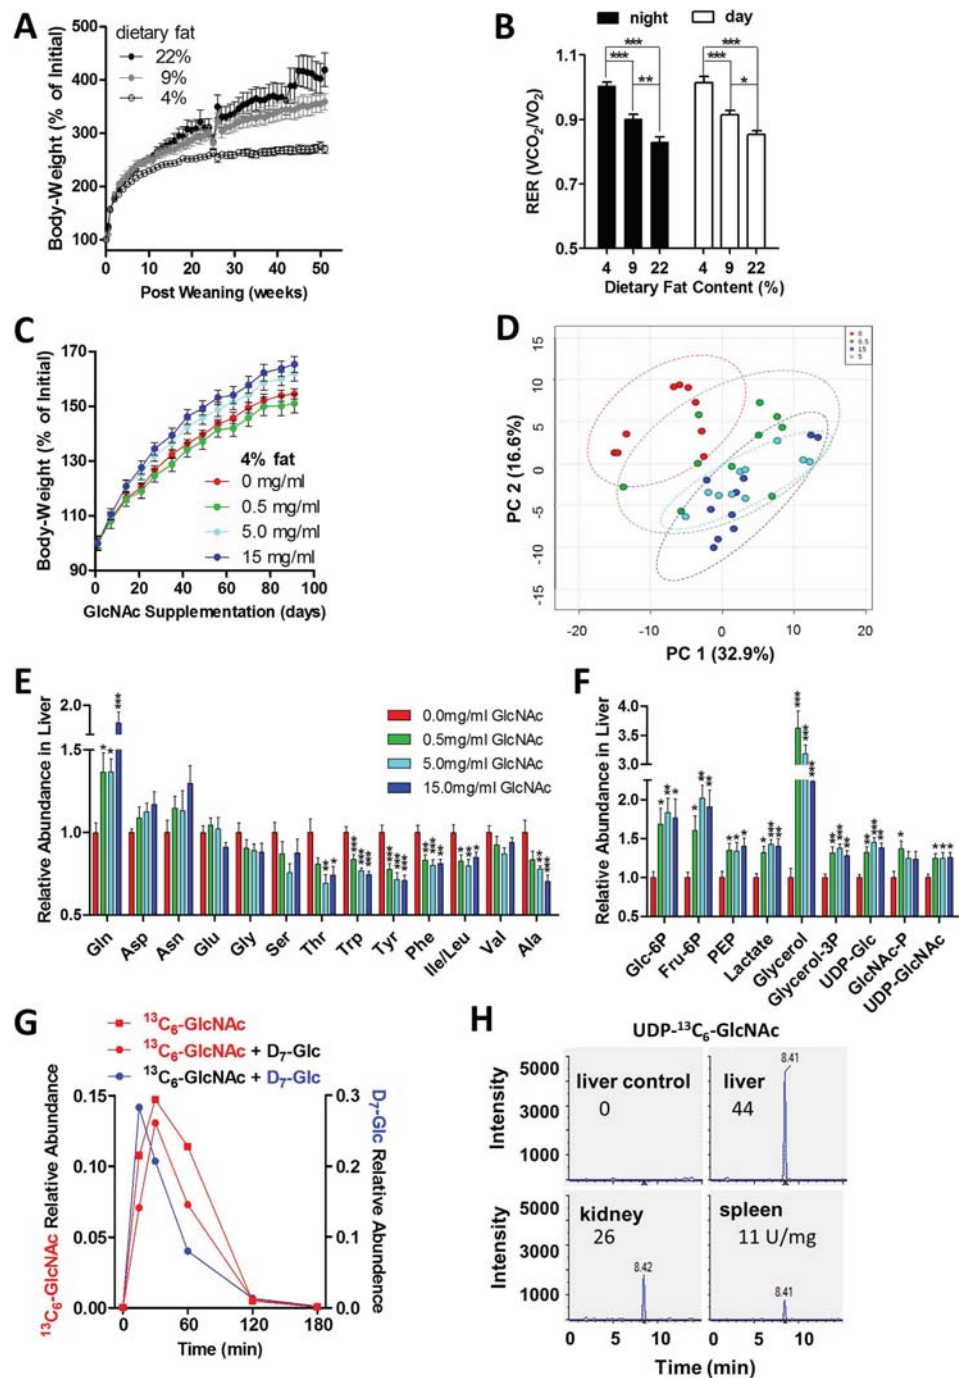 A
dietary fat
22%
9%
4%
Body-Weight (% of Initial)
500
400
300
200
100
0 10 20 30 40 50
Post Weaning (weeks)
B
night day
*** ***
*** ***
** *
RER (VCO₂/VO₂)
1.1
0.9
0.7
0.5
4 9 22 4 9 22
Dietary Fat Content (%)
C
Body-Weight (% of Initial)
170
150
130
110
90
4% fat
0 mg/ml
0.5 mg/ml
5.0 mg/ml
15 mg/ml
0 20 40 60 80 100
GlcNAc Supplementation (days)
D
0
0.5
15
5
PC 2 (16.6%)
15
10
5
0
-5
-10
-15
-20 -10 0 10 20
PC 1 (32.9%)
E
Relative Abundance in Liver
2.0
1.5
1.0
0.5
0.0mg/ml GlcNAc
0.5mg/ml GlcNAc
5.0mg/ml GlcNAc
15.0mg/ml GlcNAc
Gln Asp Asn Glu Gly Ser Thr Trp Tyr Phe Ile/Leu Val Ala
F
Relative Abundance in Liver
4.0
3.0
2.0
1.5
1.0
0.5
Glc-6P Fru-6P PEP Lactate Glycerol Glycerol-3P UDP-Glc GlcNAc-P UDP-GlcNAc
G
¹³C₆-GlcNAc
¹³C₆-GlcNAc + D₇-Glc
¹³C₆-GlcNAc + D₇-Glc
¹³C₆-GlcNAc Relative Abundance
0.15
0.10
0.05
0.00
D₇-Glc Relative Abundence
0.3
0.2
0.1
0.0
0 60 120 180
Time (min)
H
UDP-¹³C₆-GlcNAc
Intensity
5000
3000
1000
liver control
0
liver
44
8.41
Intensity
5000
3000
1000
kidney
26
8.42
spleen
11 U/mg
8.41
0 5 10 0 5 10
Time (min)